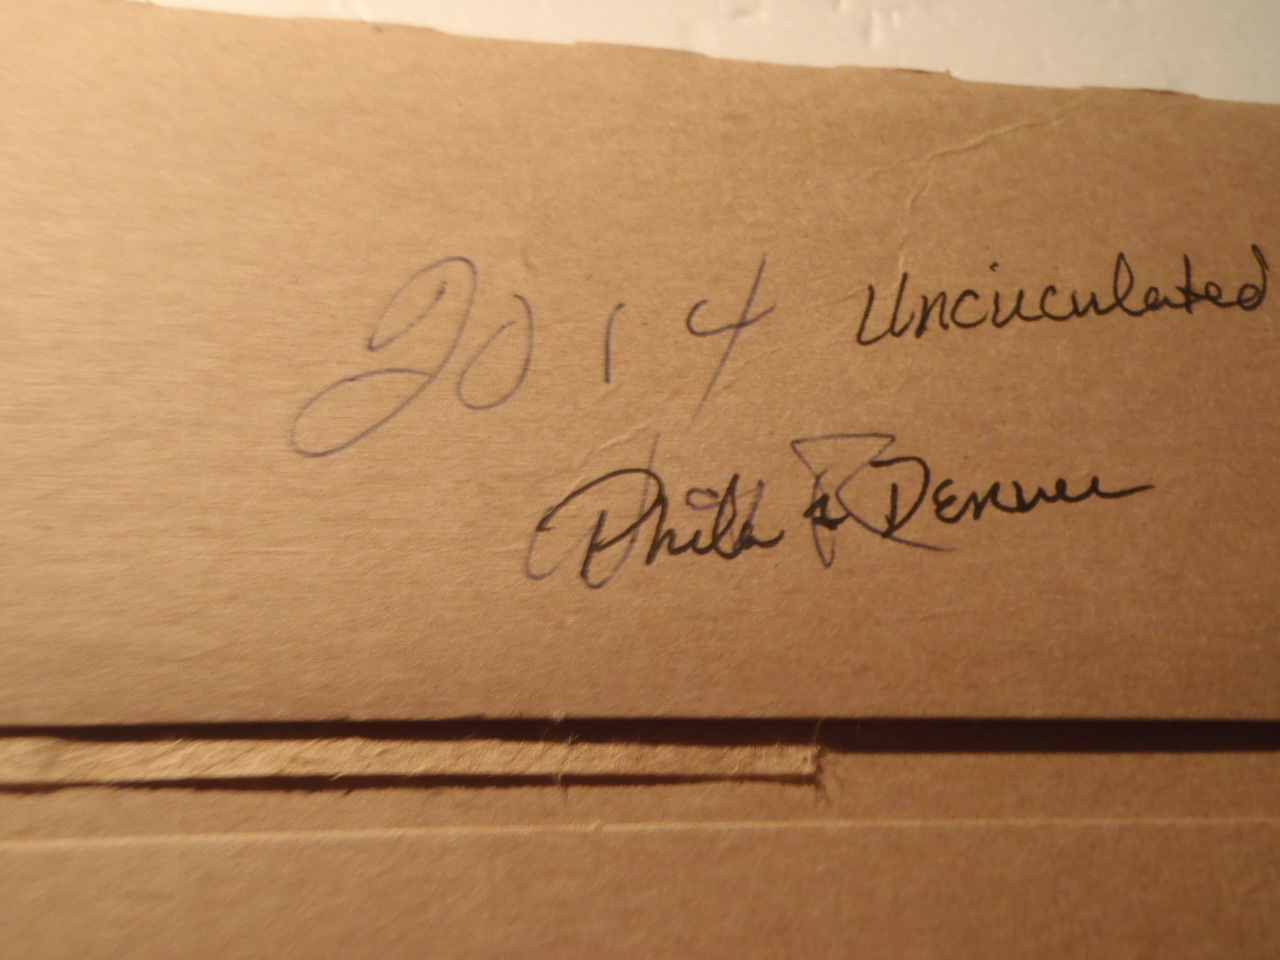 2014 Uncirculated
Phila & Denver